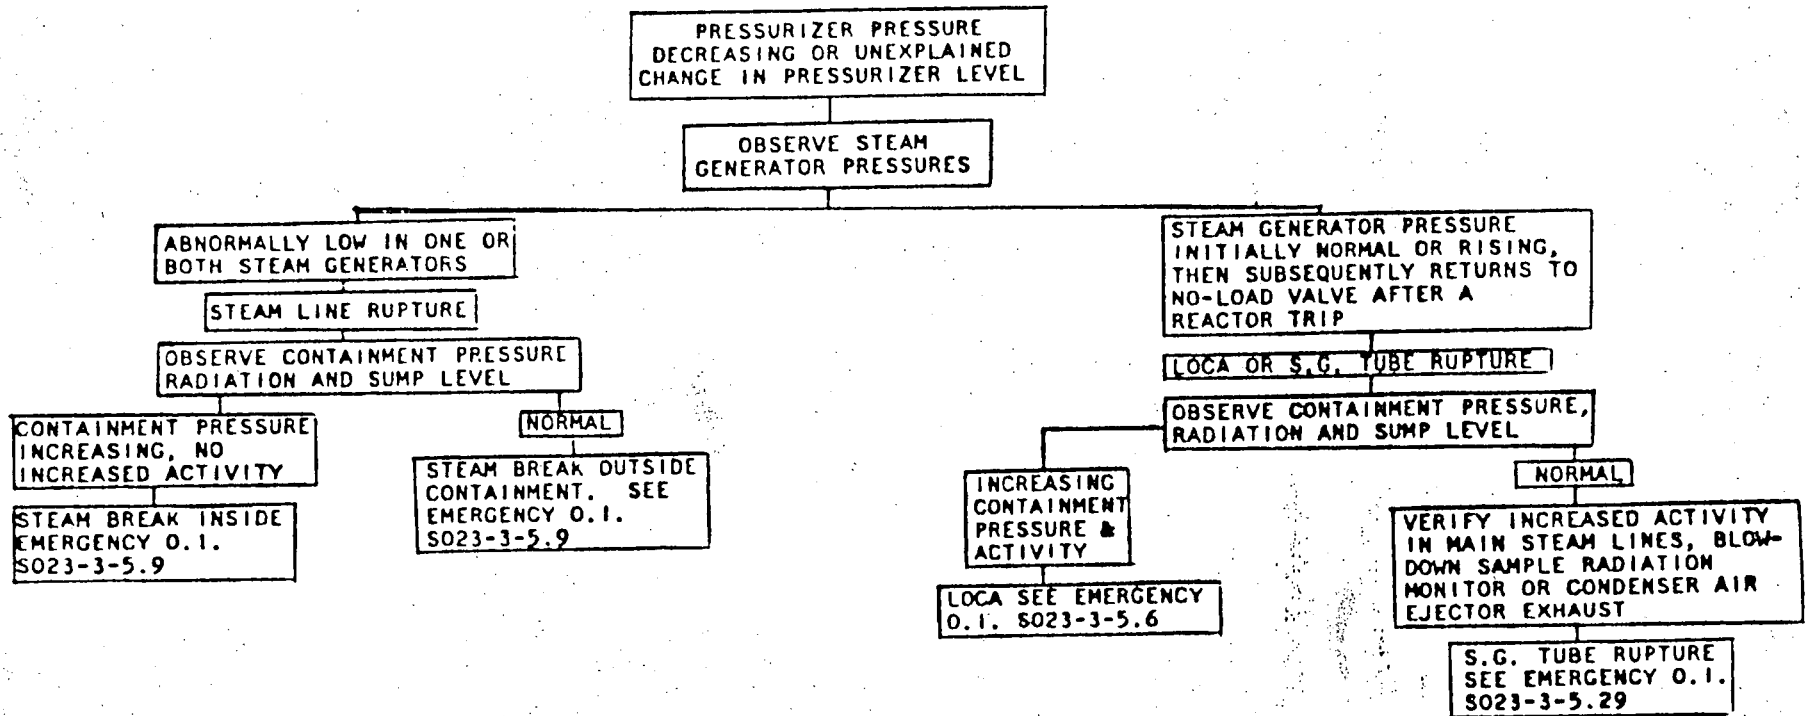 PRESSURIZER PRESSURE
DECREASING OR UNEXPLAINED
CHANGE IN PRESSURIZER LEVEL
OBSERVE STEAM
GENERATOR PRESSURES
ABNORMALLY LOW IN ONE OR
BOTH STEAM GENERATORS
STEAM LINE RUPTURE
OBSERVE CONTAINMENT PRESSURE
RADIATION AND SUMP LEVEL
CONTAINMENT PRESSURE
INCREASING, NO
INCREASED ACTIVITY
STEAM BREAK INSIDE
EMERGENCY O.I.
SO23-3-5.9
NORMAL
STEAM BREAK OUTSIDE
CONTAINMENT. SEE
EMERGENCY O.I.
SO23-3-5.9
STEAM GENERATOR PRESSURE
INITIALLY NORMAL OR RISING,
THEN SUBSEQUENTLY RETURNS TO
NO-LOAD VALVE AFTER A
REACTOR TRIP
LOCA OR S.G. TUBE RUPTURE
OBSERVE CONTAINMENT PRESSURE,
RADIATION AND SUMP LEVEL
INCREASING
CONTAINMENT
PRESSURE &
ACTIVITY
LOCA SEE EMERGENCY
O.I. SO23-3-5.6
NORMAL
VERIFY INCREASED ACTIVITY
IN MAIN STEAM LINES, BLOW-
DOWN SAMPLE RADIATION
MONITOR OR CONDENSER AIR
EJECTOR EXHAUST
S.G. TUBE RUPTURE
SEE EMERGENCY O.I.
SO23-3-5.29